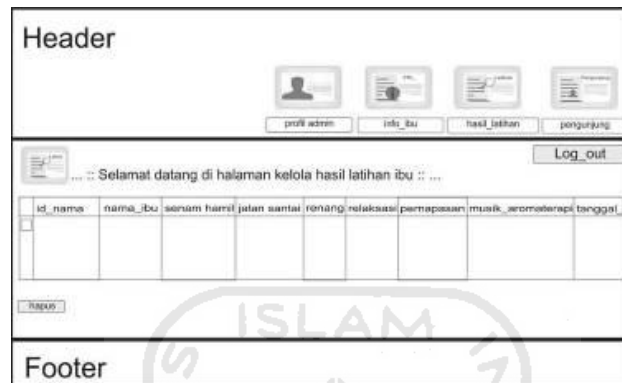 Header
profil admin info_ibu hasil_latihan pengunjung
Log_out
... :: Selamat datang di halaman kelola hasil latihan ibu :: ...
id_nama nama_ibu senam hamil jalan santai renang relaksasi pernapasan musik_aromaterapi tanggal_
hapus
ISLAM
Footer